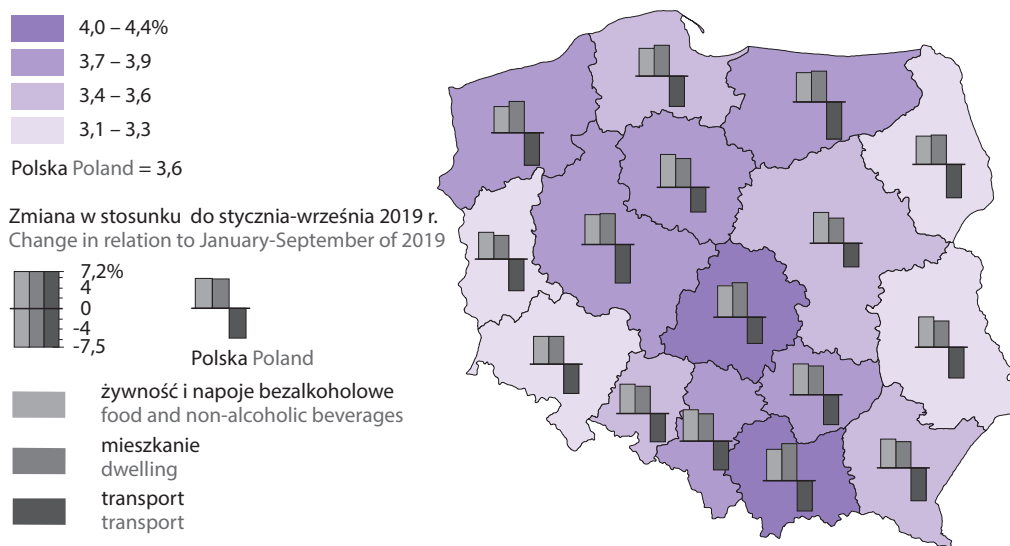 4,0 – 4,4%
3,7 – 3,9
3,4 – 3,6
3,1 – 3,3
Polska Poland = 3,6
Zmiana w stosunku do stycznia-września 2019 r.
Change in relation to January-September of 2019
7,2%
4
0
-4
-7,5
Polska Poland
żywność i napoje bezalkoholowe
food and non-alcoholic beverages
mieszkanie
dwelling
transport
transport